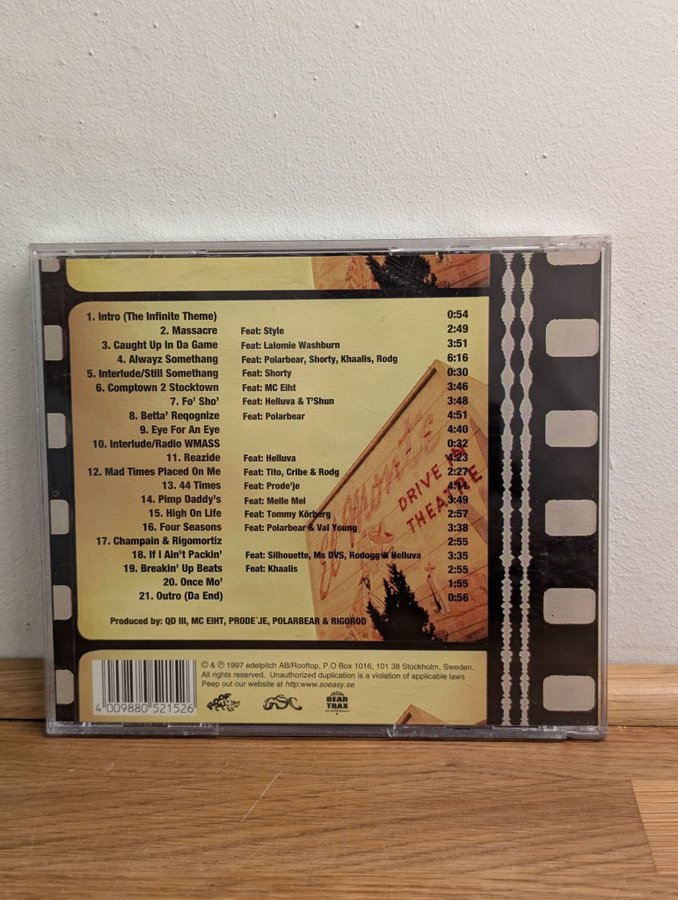 1. Intro (The Infinite Theme) 0:54
2. Massacre Feat: Style 2:49
3. Caught Up In Da Game Feat: Lalomie Washburn 3:51
4. Alwayz Somethang Feat: Polarbear, Shorty, Khaalis, Rodg 6:16
5. Interlude/Still Somethang Feat: Shorty 0:30
6. Comptown 2 Stocktown Feat: MC Eiht 3:46
7. Fo' Sho' Feat: Helluva & T'Shun 3:48
8. Betta' Reqognize Feat: Polarbear 4:51
9. Eye For An Eye 4:40
10. Interlude/Radio WMASS 0:32
11. Reazide Feat: Helluva 4:23
12. Mad Times Placed On Me Feat: Tito, Cribe & Rodg 2:27
13. 44 Times Feat: Prode'je
14. Pimp Daddy's Feat: Melle Mel 3:49
15. High On Life Feat: Tommy Körberg 2:57
16. Four Seasons Feat: Polarbear & Val Young 3:38
17. Champain & Rigomortiz 2:55
18. If I Ain't Packin' Feat: Silhouette, Ms DVS, Rodogg & Helluva 3:35
19. Breakin' Up Beats Feat: Khaalis 2:55
20. Once Mo' 1:55
21. Outro (Da End) 0:56
DRIVE IN
THEATRE
Produced by: QD III, MC EIHT, PRODE´JE, POLARBEAR & RIGOROD
© & ℗ 1997 edelpitch AB/Rooftop, P.O Box 1016, 101 38 Stockholm, Sweden.
All rights reserved. Unauthorized duplication is a violation of applicable laws
Peep out our website at http:www.soeasy.se
4 009880 521526
BEAR
TRAX